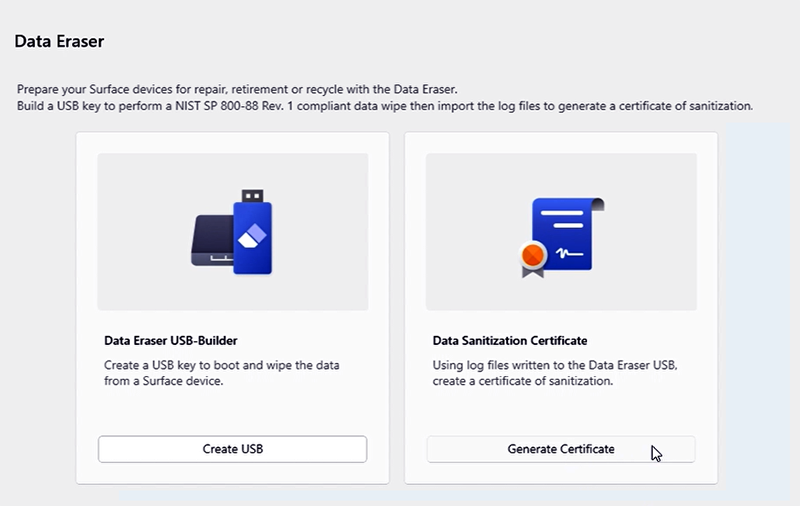 Data Eraser
Prepare your Surface devices for repair, retirement or recycle with the Data Eraser.
Build a USB key to perform a NIST SP 800-88 Rev. 1 compliant data wipe then import the log files to generate a certificate of sanitization.
Data Eraser USB-Builder
Create a USB key to boot and wipe the data
from a Surface device.
Create USB
Data Sanitization Certificate
Using log files written to the Data Eraser USB,
create a certificate of sanitization.
Generate Certificate